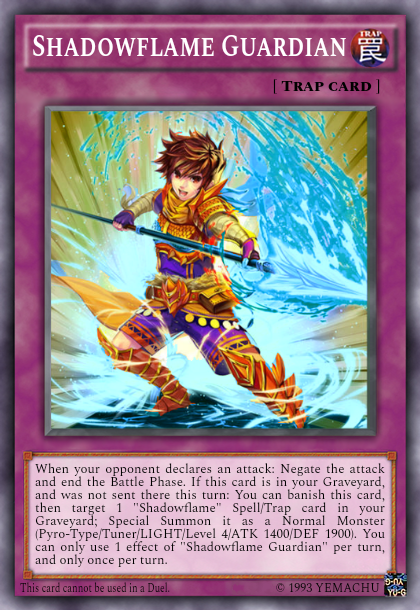 SHADOWFLAME GUARDIAN
TRAP
罠
[ TRAP CARD ]
When your opponent declares an attack: Negate the attack
and end the Battle Phase. If this card is in your Graveyard,
and was not sent there this turn: You can banish this card,
then target 1 "Shadowflame" Spell/Trap card in your
Graveyard; Special Summon it as a Normal Monster
(Pyro-Type/Tuner/LIGHT/Level 4/ATK 1400/DEF 1900). You
can only use 1 effect of "Shadowflame Guardian" per turn,
and only once per turn.
This card cannot be used in a Duel.
© 1993 YEMACHU